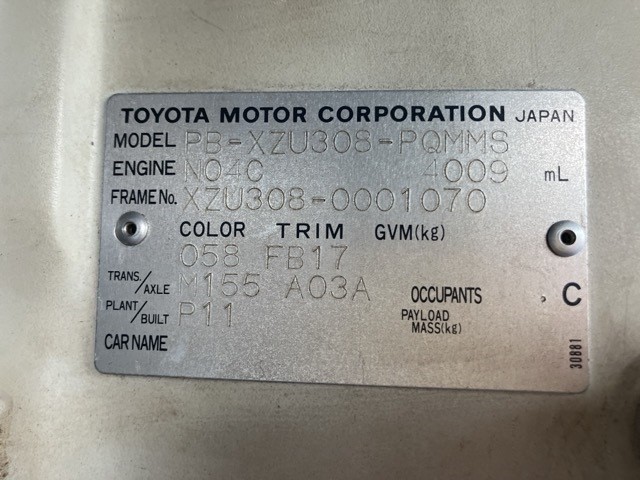 TOYOTA MOTOR CORPORATION JAPAN
MODEL PB-XZU308-PQMMS
ENGINE N04C 4009 mL
FRAME No. XZU308-0001070
COLOR TRIM GVM(kg)
058 FB17
TRANS./AXLE M155 A03A OCCUPANTS C
PLANT/BUILT P11 PAYLOAD MASS(kg)
CAR NAME
30881